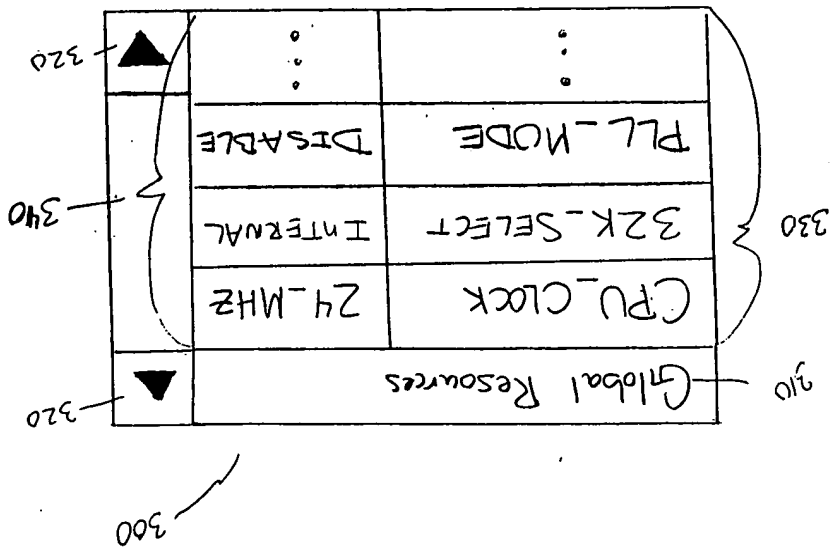 300
310 Global Resources 320
CPU_CLOCK 24_MHZ
330 32K_SELECT INTERNAL 340
PLL_MODE DISABLE
320